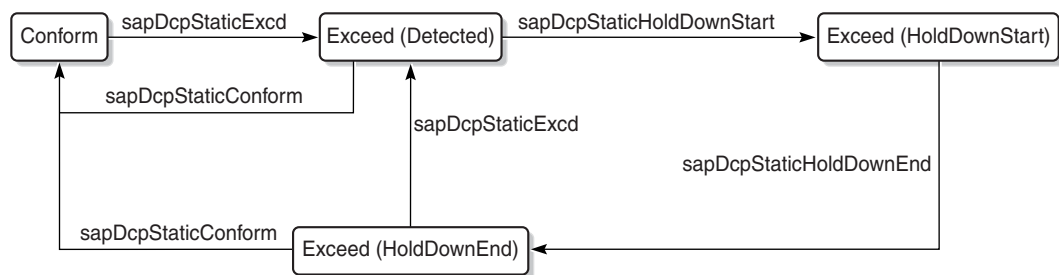 sapDcpStaticExcd
sapDcpStaticHoldDownStart
Conform
Exceed (Detected)
Exceed (HoldDownStart)
sapDcpStaticConform
sapDcpStaticExcd
sapDcpStaticHoldDownEnd
sapDcpStaticConform
Exceed (HoldDownEnd)